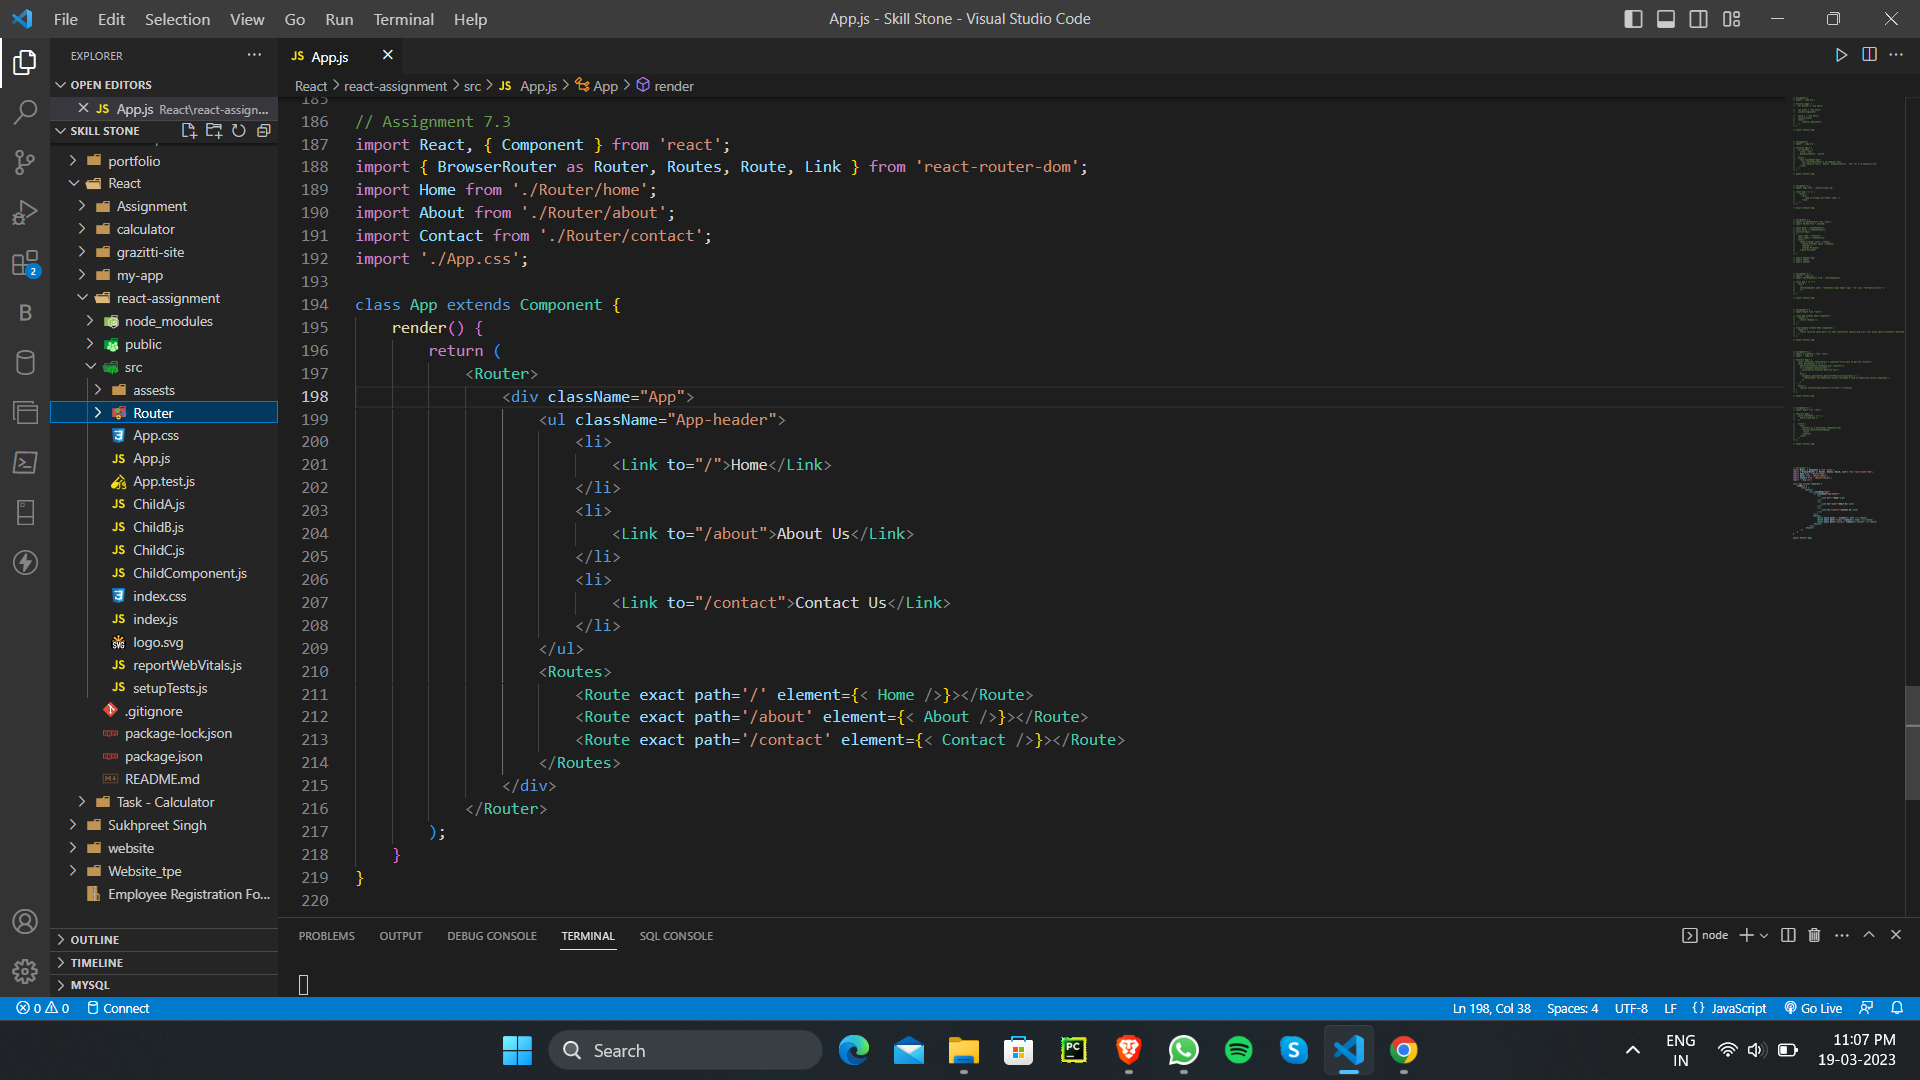 File Edit Selection View Go Run Terminal Help
App.js - Skill Stone - Visual Studio Code
EXPLORER
OPEN EDITORS
App.js React\react-assign...
SKILL STONE
portfolio
React
Assignment
calculator
grazitti-site
my-app
react-assignment
node_modules
public
src
assests
Router
App.css
App.js
App.test.js
ChildA.js
ChildB.js
ChildC.js
ChildComponent.js
index.css
index.js
logo.svg
reportWebVitals.js
setupTests.js
.gitignore
package-lock.json
package.json
README.md
Task - Calculator
Sukhpreet Singh
website
Website_tpe
Employee Registration Fo...
OUTLINE
TIMELINE
MYSQL
JS App.js
React > react-assignment > src > JS App.js > App > render
185
186 // Assignment 7.3
187 import React, { Component } from 'react';
188 import { BrowserRouter as Router, Routes, Route, Link } from 'react-router-dom';
189 import Home from './Router/home';
190 import About from './Router/about';
191 import Contact from './Router/contact';
192 import './App.css';
193
194 class App extends Component {
195 render() {
196 return (
197 <Router>
198 <div className="App">
199 <ul className="App-header">
200 <li>
201 <Link to="/">Home</Link>
202 </li>
203 <li>
204 <Link to="/about">About Us</Link>
205 </li>
206 <li>
207 <Link to="/contact">Contact Us</Link>
208 </li>
209 </ul>
210 <Routes>
211 <Route exact path='/' element={< Home />}></Route>
212 <Route exact path='/about' element={< About />}></Route>
213 <Route exact path='/contact' element={< Contact />}></Route>
214 </Routes>
215 </div>
216 </Router>
217 );
218 }
219 }
220
PROBLEMS OUTPUT DEBUG CONSOLE TERMINAL SQL CONSOLE
node
0 0 Connect
Ln 198, Col 38 Spaces: 4 UTF-8 LF {} JavaScript Go Live
Search
ENG
IN
11:07 PM
19-03-2023